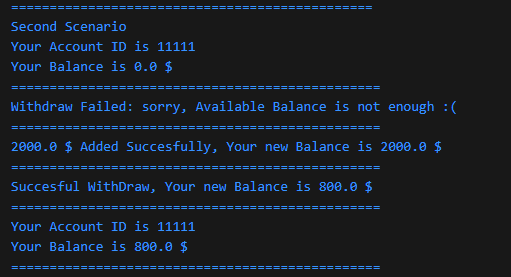 ===============================================
Second Scenario
Your Account ID is 11111
Your Balance is 0.0 $
================================================
Withdraw Failed: sorry, Available Balance is not enough :(
================================================
2000.0 $ Added Succesfully, Your new Balance is 2000.0 $
================================================
Succesful WithDraw, Your new Balance is 800.0 $
================================================
Your Account ID is 11111
Your Balance is 800.0 $
================================================